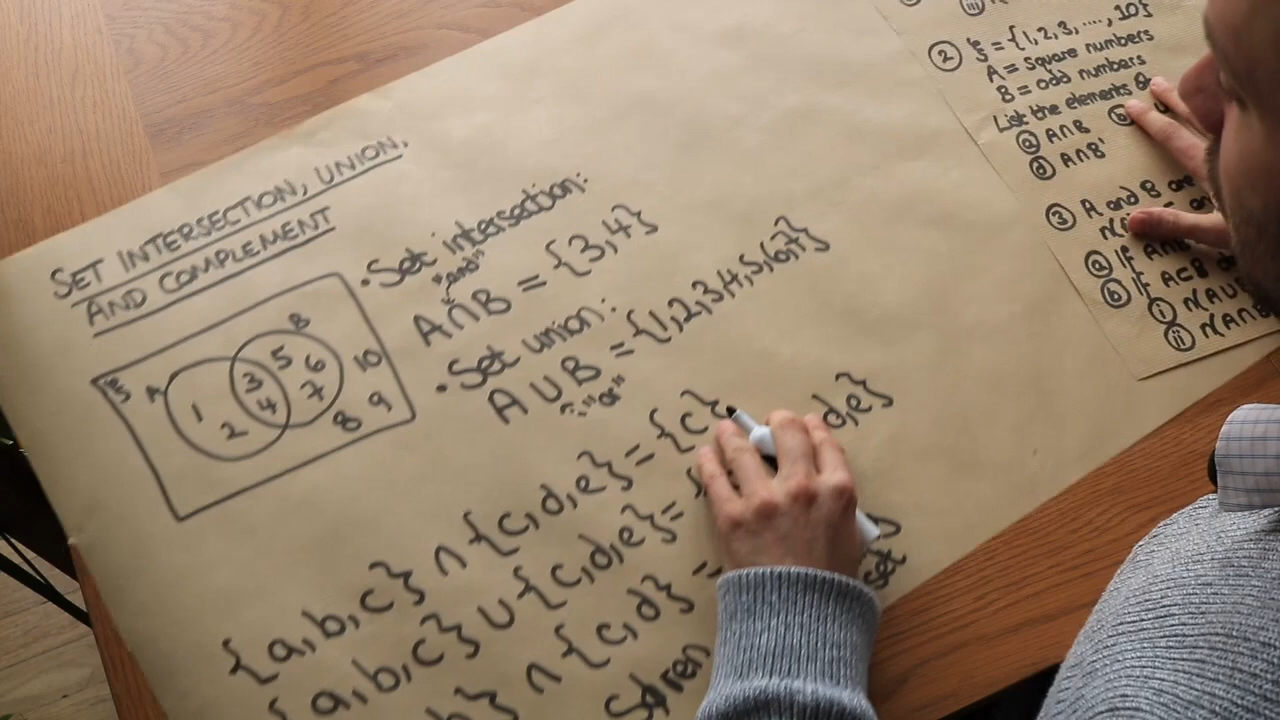 SET INTERSECTION, UNION,
AND COMPLEMENT
ξ A B
1 2 3 4 5 6 7 8 9 10
• Set intersection:
"and"
A∩B = {3,4}
• Set union:
A∪B = {1,2,3,4,5,6,7}
"or"
{a,b,c} ∩ {c,d,e} = {c}
{a,b,c} ∪ {c,d,e} = { d,e}
} ∩ {c,d} =
set
② ξ = {1,2,3,....,10}
A = square numbers
B = odd numbers
List the elements
ⓐ A∩B ⓑ
ⓓ A∩B'
③ A and B are
ⓐ If A∩B
ⓑ If A⊂B
ⓘ n(A∪
ⓘⓘ n(A∩B